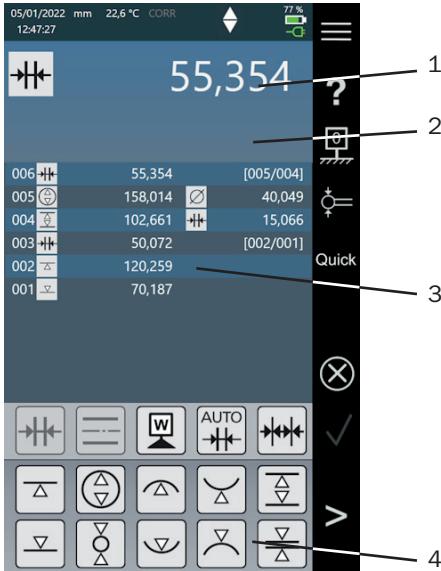 05/01/2022 mm 22,6 °C CORR 77 %
12:47:27
55,354
1
?
2
0
006 55,354 [005/004]
005 158,014 40,049
004 102,661 15,066
003 50,072 [002/001]
002 120,259
001 70,187
Quick
3
W
AUTO
>
4